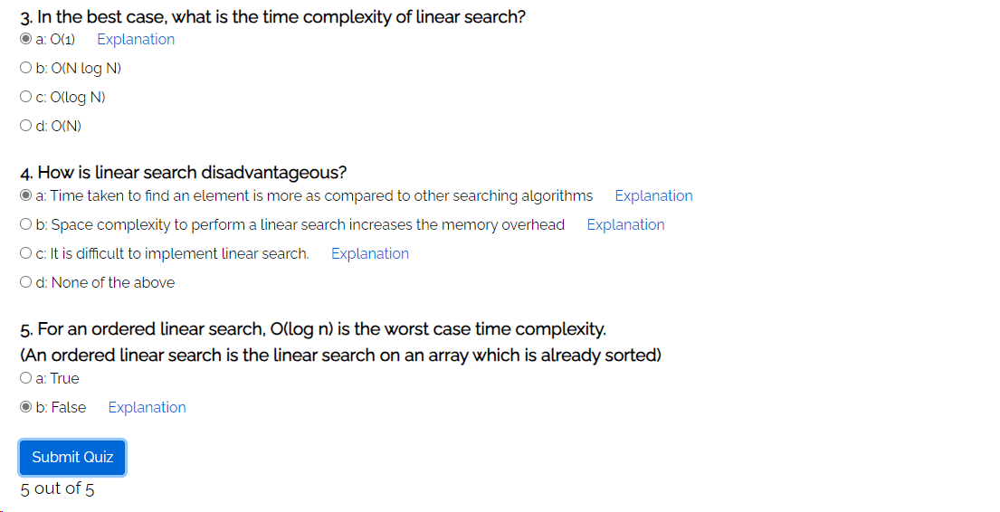 3. In the best case, what is the time complexity of linear search?
a: O(1) Explanation
b: O(N log N)
c: O(log N)
d: O(N)
4. How is linear search disadvantageous?
a: Time taken to find an element is more as compared to other searching algorithms Explanation
b: Space complexity to perform a linear search increases the memory overhead Explanation
c: It is difficult to implement linear search. Explanation
d: None of the above
5. For an ordered linear search, O(log n) is the worst case time complexity.
(An ordered linear search is the linear search on an array which is already sorted)
a: True
b: False Explanation
Submit Quiz
5 out of 5